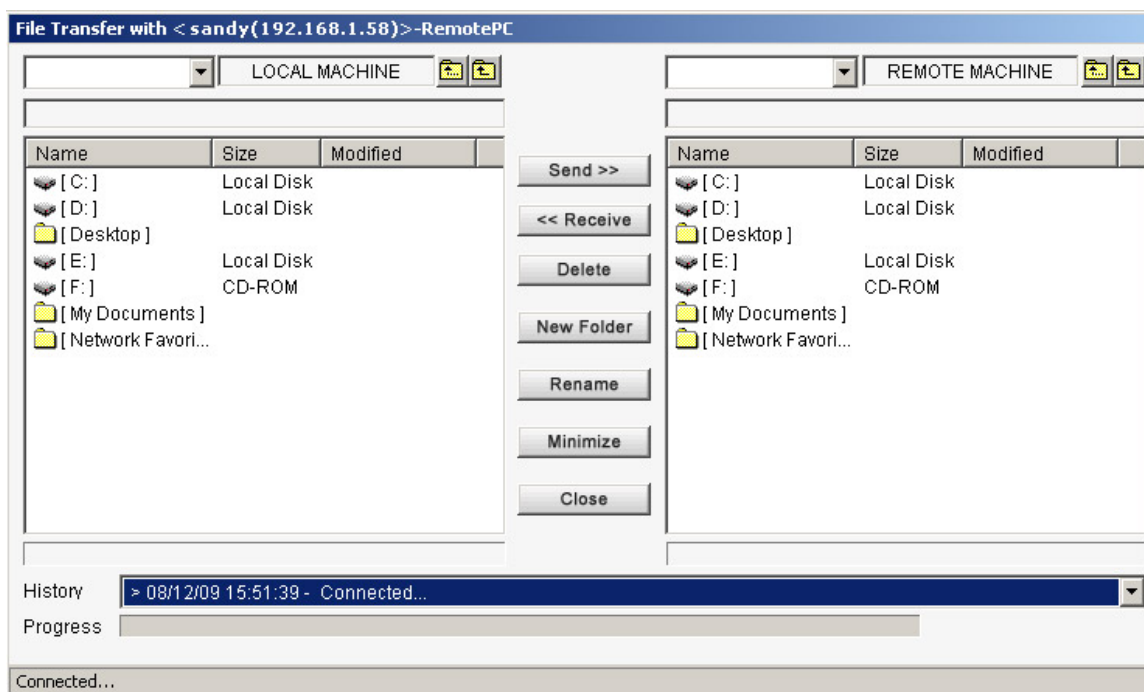 File Transfer with < sandy(192.168.1.58)>-RemotePC
LOCAL MACHINE
REMOTE MACHINE
Name Size Modified
[ C: ] Local Disk
[ D: ] Local Disk
[ Desktop ]
[ E: ] Local Disk
[ F: ] CD-ROM
[ My Documents ]
[ Network Favori...
Send >>
<< Receive
Delete
New Folder
Rename
Minimize
Close
Name Size Modified
[ C: ] Local Disk
[ D: ] Local Disk
[ Desktop ]
[ E: ] Local Disk
[ F: ] CD-ROM
[ My Documents ]
[ Network Favori...
History > 08/12/09 15:51:39 - Connected...
Progress
Connected...